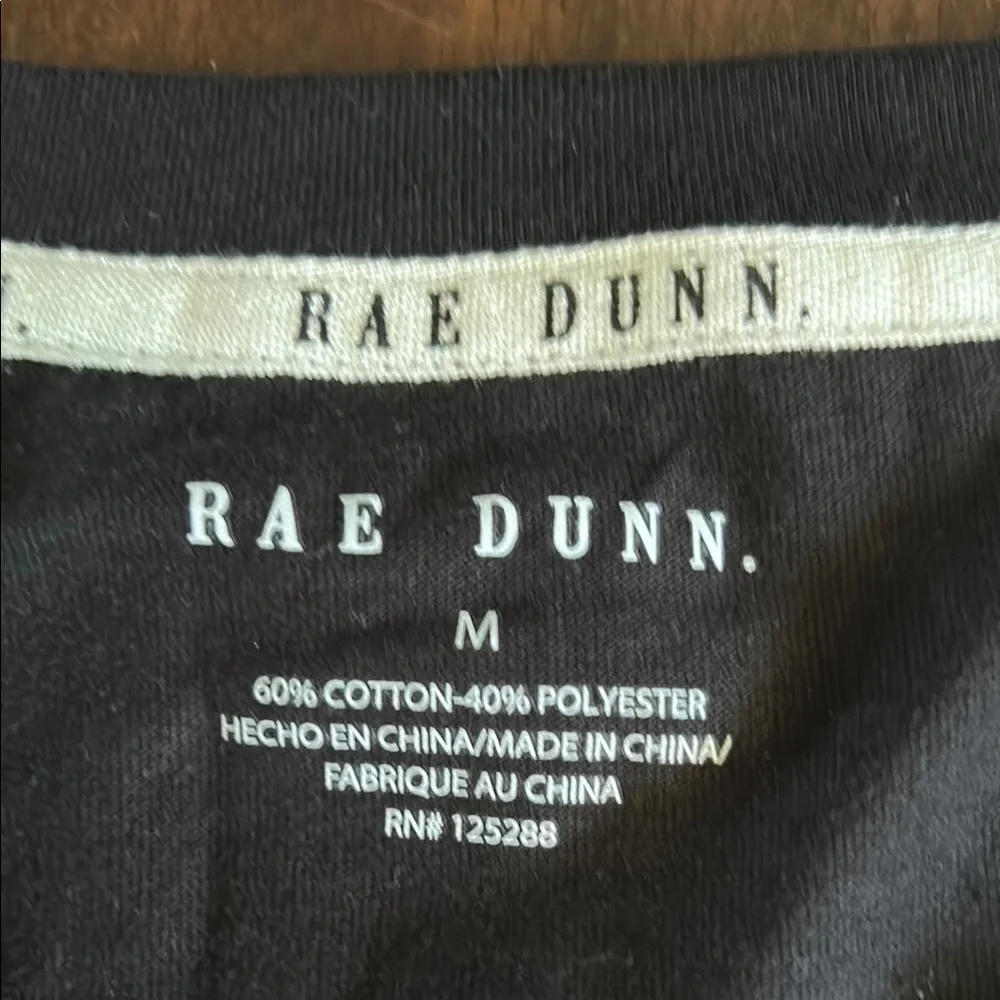 RAE DUNN.
RAE DUNN.
M
60% COTTON-40% POLYESTER
HECHO EN CHINA/MADE IN CHINA/
FABRIQUE AU CHINA
RN# 125288